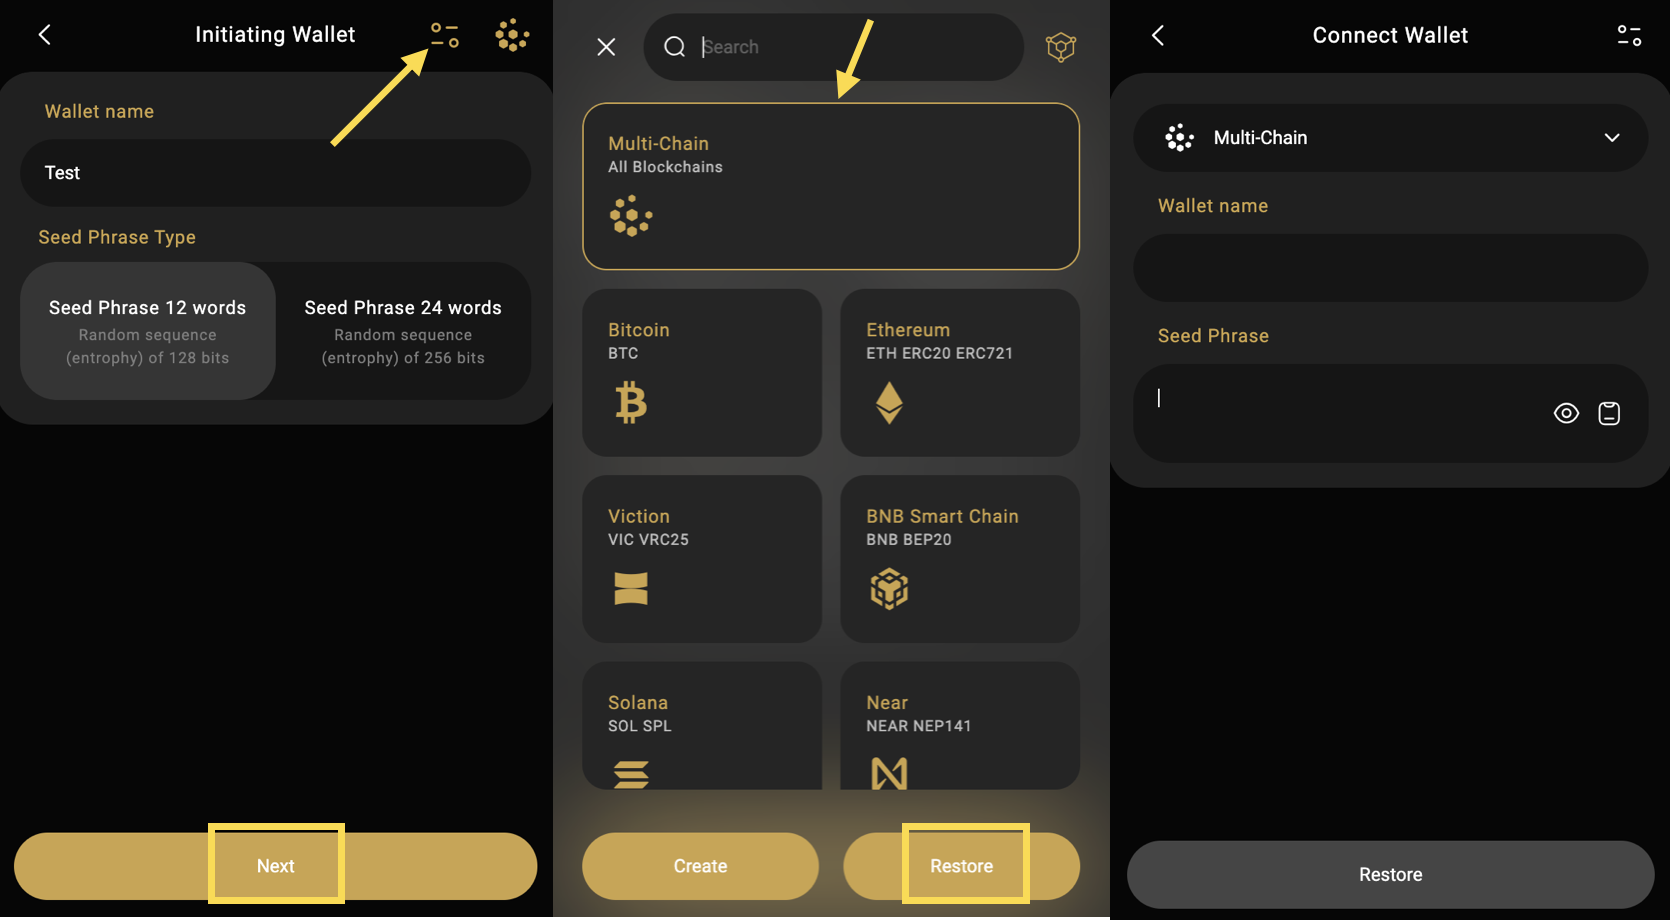 Initiating Wallet
Wallet name
Test
Seed Phrase Type
Seed Phrase 12 words
Random sequence
(entrophy) of 128 bits
Seed Phrase 24 words
Random sequence
(entrophy) of 256 bits
Next
Search
Multi-Chain
All Blockchains
Bitcoin
BTC
Ethereum
ETH ERC20 ERC721
Viction
VIC VRC25
BNB Smart Chain
BNB BEP20
Solana
SOL SPL
Near
NEAR NEP141
Create
Restore
Connect Wallet
Multi-Chain
Wallet name
Seed Phrase
Restore